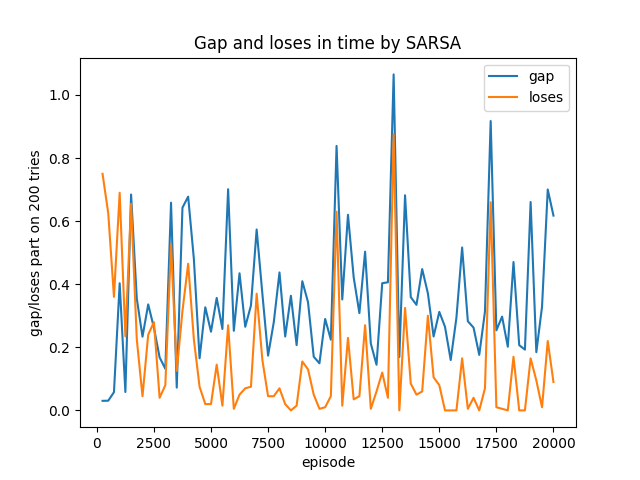 Gap and loses in time by SARSA
gap
loses
gap/loses part on 200 tries
1.0
0.8
0.6
0.4
0.2
0.0
0 2500 5000 7500 10000 12500 15000 17500 20000
episode